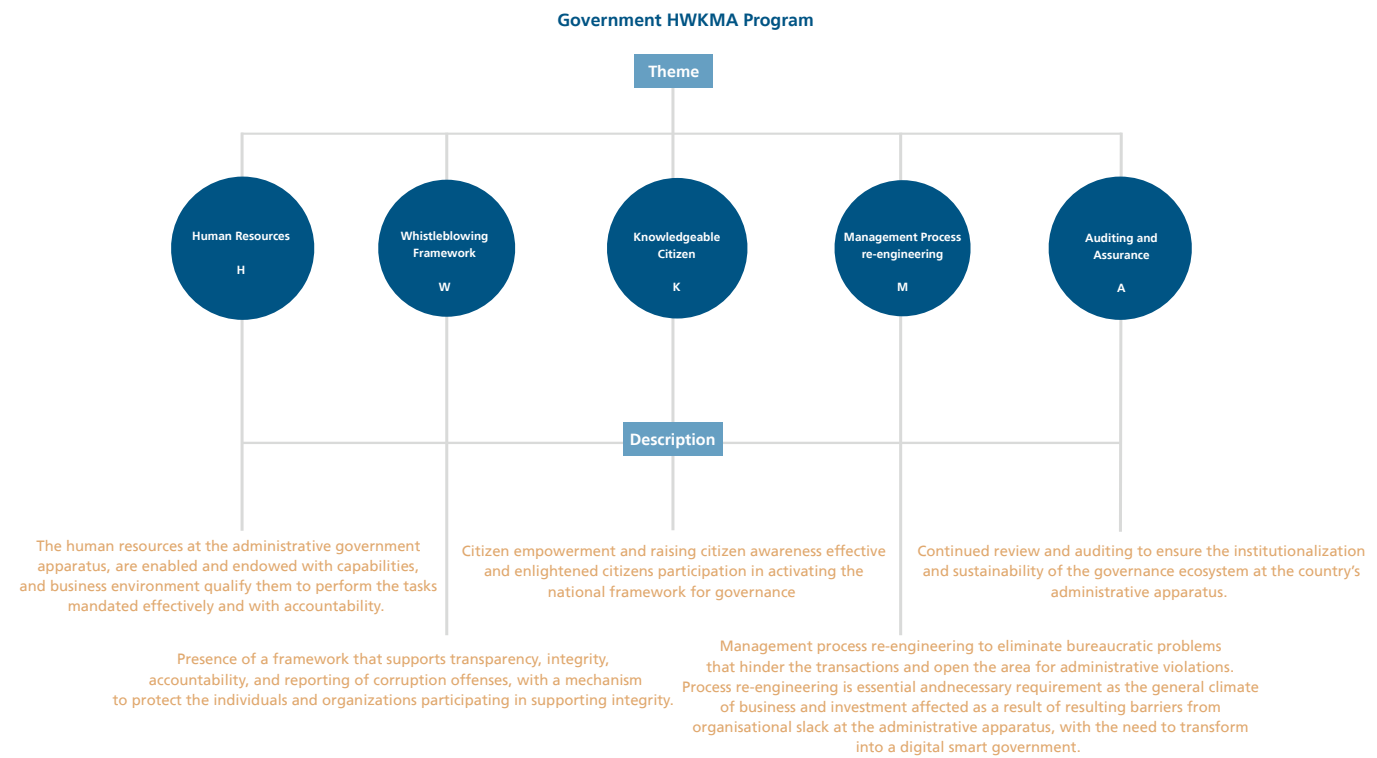 Government HWKMA Program
Theme
Human Resources
H
Whistleblowing
Framework
W
Knowledgeable
Citizen
K
Management Process
re-engineering
M
Auditing and
Assurance
A
Description
The human resources at the administrative government
apparatus, are enabled and endowed with capabilities,
and business environment qualify them to perform the tasks
mandated effectively and with accountability.
Citizen empowerment and raising citizen awareness effective
and enlightened citizens participation in activating the
national framework for governance
Continued review and auditing to ensure the institutionalization
and sustainability of the governance ecosystem at the country's
administrative apparatus.
Presence of a framework that supports transparency, integrity,
accountability, and reporting of corruption offenses, with a mechanism
to protect the individuals and organizations participating in supporting integrity.
Management process re-engineering to eliminate bureaucratic problems
that hinder the transactions and open the area for administrative violations.
Process re-engineering is essential andnecessary requirement as the general climate
of business and investment affected as a result of resulting barriers from
organisational slack at the administrative apparatus, with the need to transform
into a digital smart government.